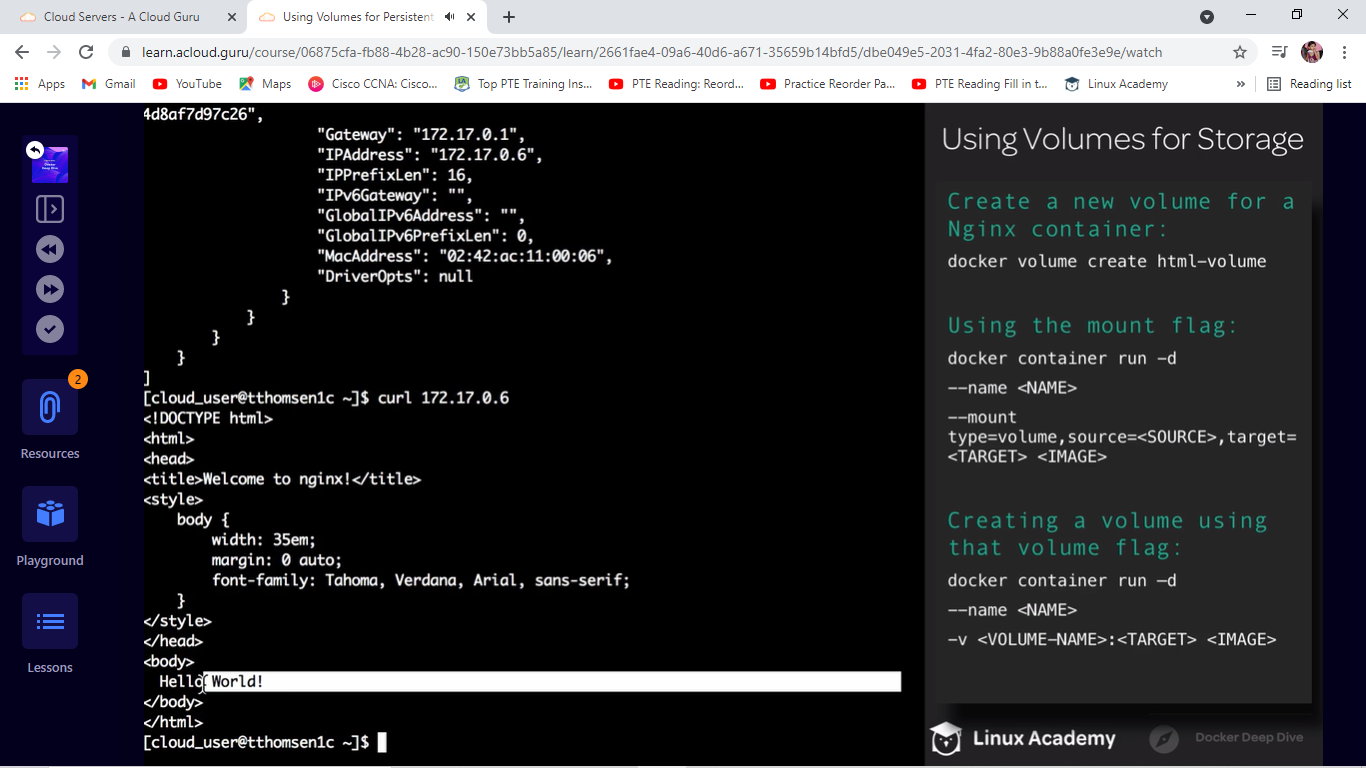 Cloud Servers - A Cloud Guru
Using Volumes for Persistent
learn.acloud.guru/course/06875cfa-fb88-4b28-ac90-150e73bb5a85/learn/2661fae4-09a6-40d6-a671-35659b14bfd5/dbe049e5-2031-4fa2-80e3-9b88a0fe3e9e/watch
Apps
Gmail
YouTube
Maps
Cisco CCNA: Cisco...
Top PTE Training Ins...
PTE Reading: Reord...
Practice Reorder Pa...
PTE Reading Fill in t...
Linux Academy
»
Reading list
2
Resources
Playground
Lessons
4d8af7d97c26",
"Gateway": "172.17.0.1",
"IPAddress": "172.17.0.6",
"IPPrefixLen": 16,
"IPv6Gateway": "",
"GlobalIPv6Address": "",
"GlobalIPv6PrefixLen": 0,
"MacAddress": "02:42:ac:11:00:06",
"DriverOpts": null
}
}
}
}
]
[cloud_user@tthomsen1c ~]$ curl 172.17.0.6
<!DOCTYPE html>
<html>
<head>
<title>Welcome to nginx!</title>
<style>
body {
width: 35em;
margin: 0 auto;
font-family: Tahoma, Verdana, Arial, sans-serif;
}
</style>
</head>
<body>
Hello World!
</body>
</html>
[cloud_user@tthomsen1c ~]$
Using Volumes for Storage
Create a new volume for a
Nginx container:
docker volume create html-volume
Using the mount flag:
docker container run -d
--name <NAME>
--mount
type=volume,source=<SOURCE>,target=
<TARGET> <IMAGE>
Creating a volume using
that volume flag:
docker container run -d
--name <NAME>
-v <VOLUME-NAME>:<TARGET> <IMAGE>
Linux Academy
Docker Deep Dive